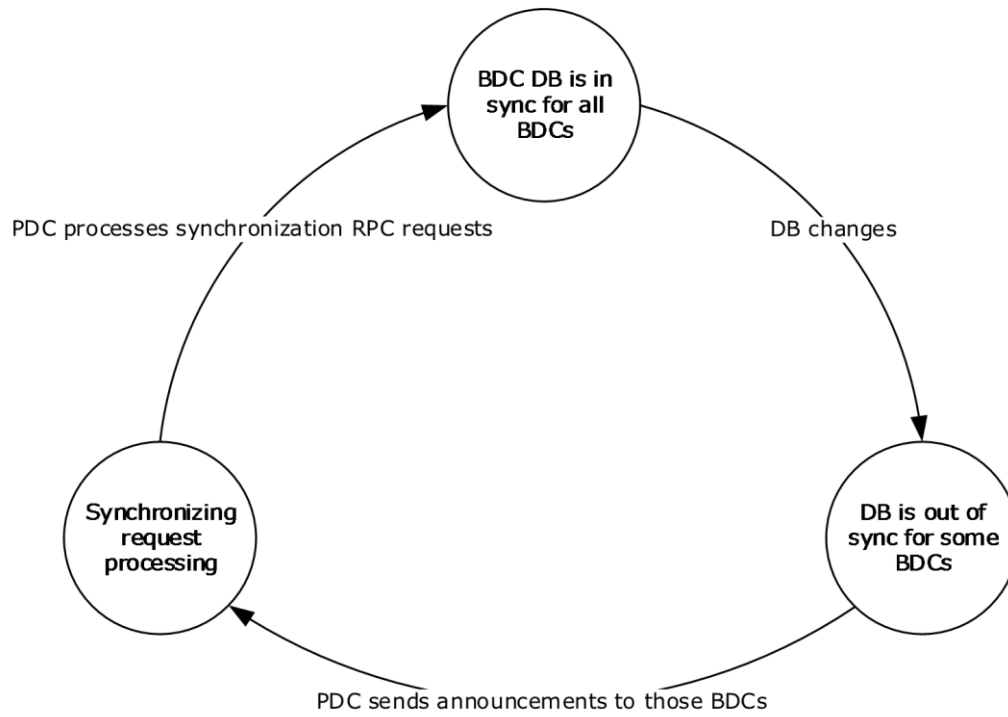 BDC DB is in
sync for all
BDCs
PDC processes synchronization RPC requests
DB changes
Synchronizing
request
processing
DB is out of
sync for some
BDCs
PDC sends announcements to those BDCs